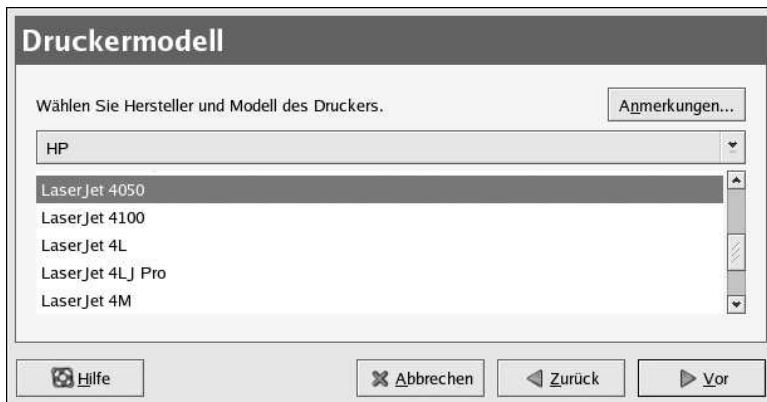 Druckermodell
Wählen Sie Hersteller und Modell des Druckers.
Anmerkungen...
HP
LaserJet 4050
LaserJet 4100
LaserJet 4L
LaserJet 4LJ Pro
LaserJet 4M
Hilfe
Abbrechen
Zurück
Vor